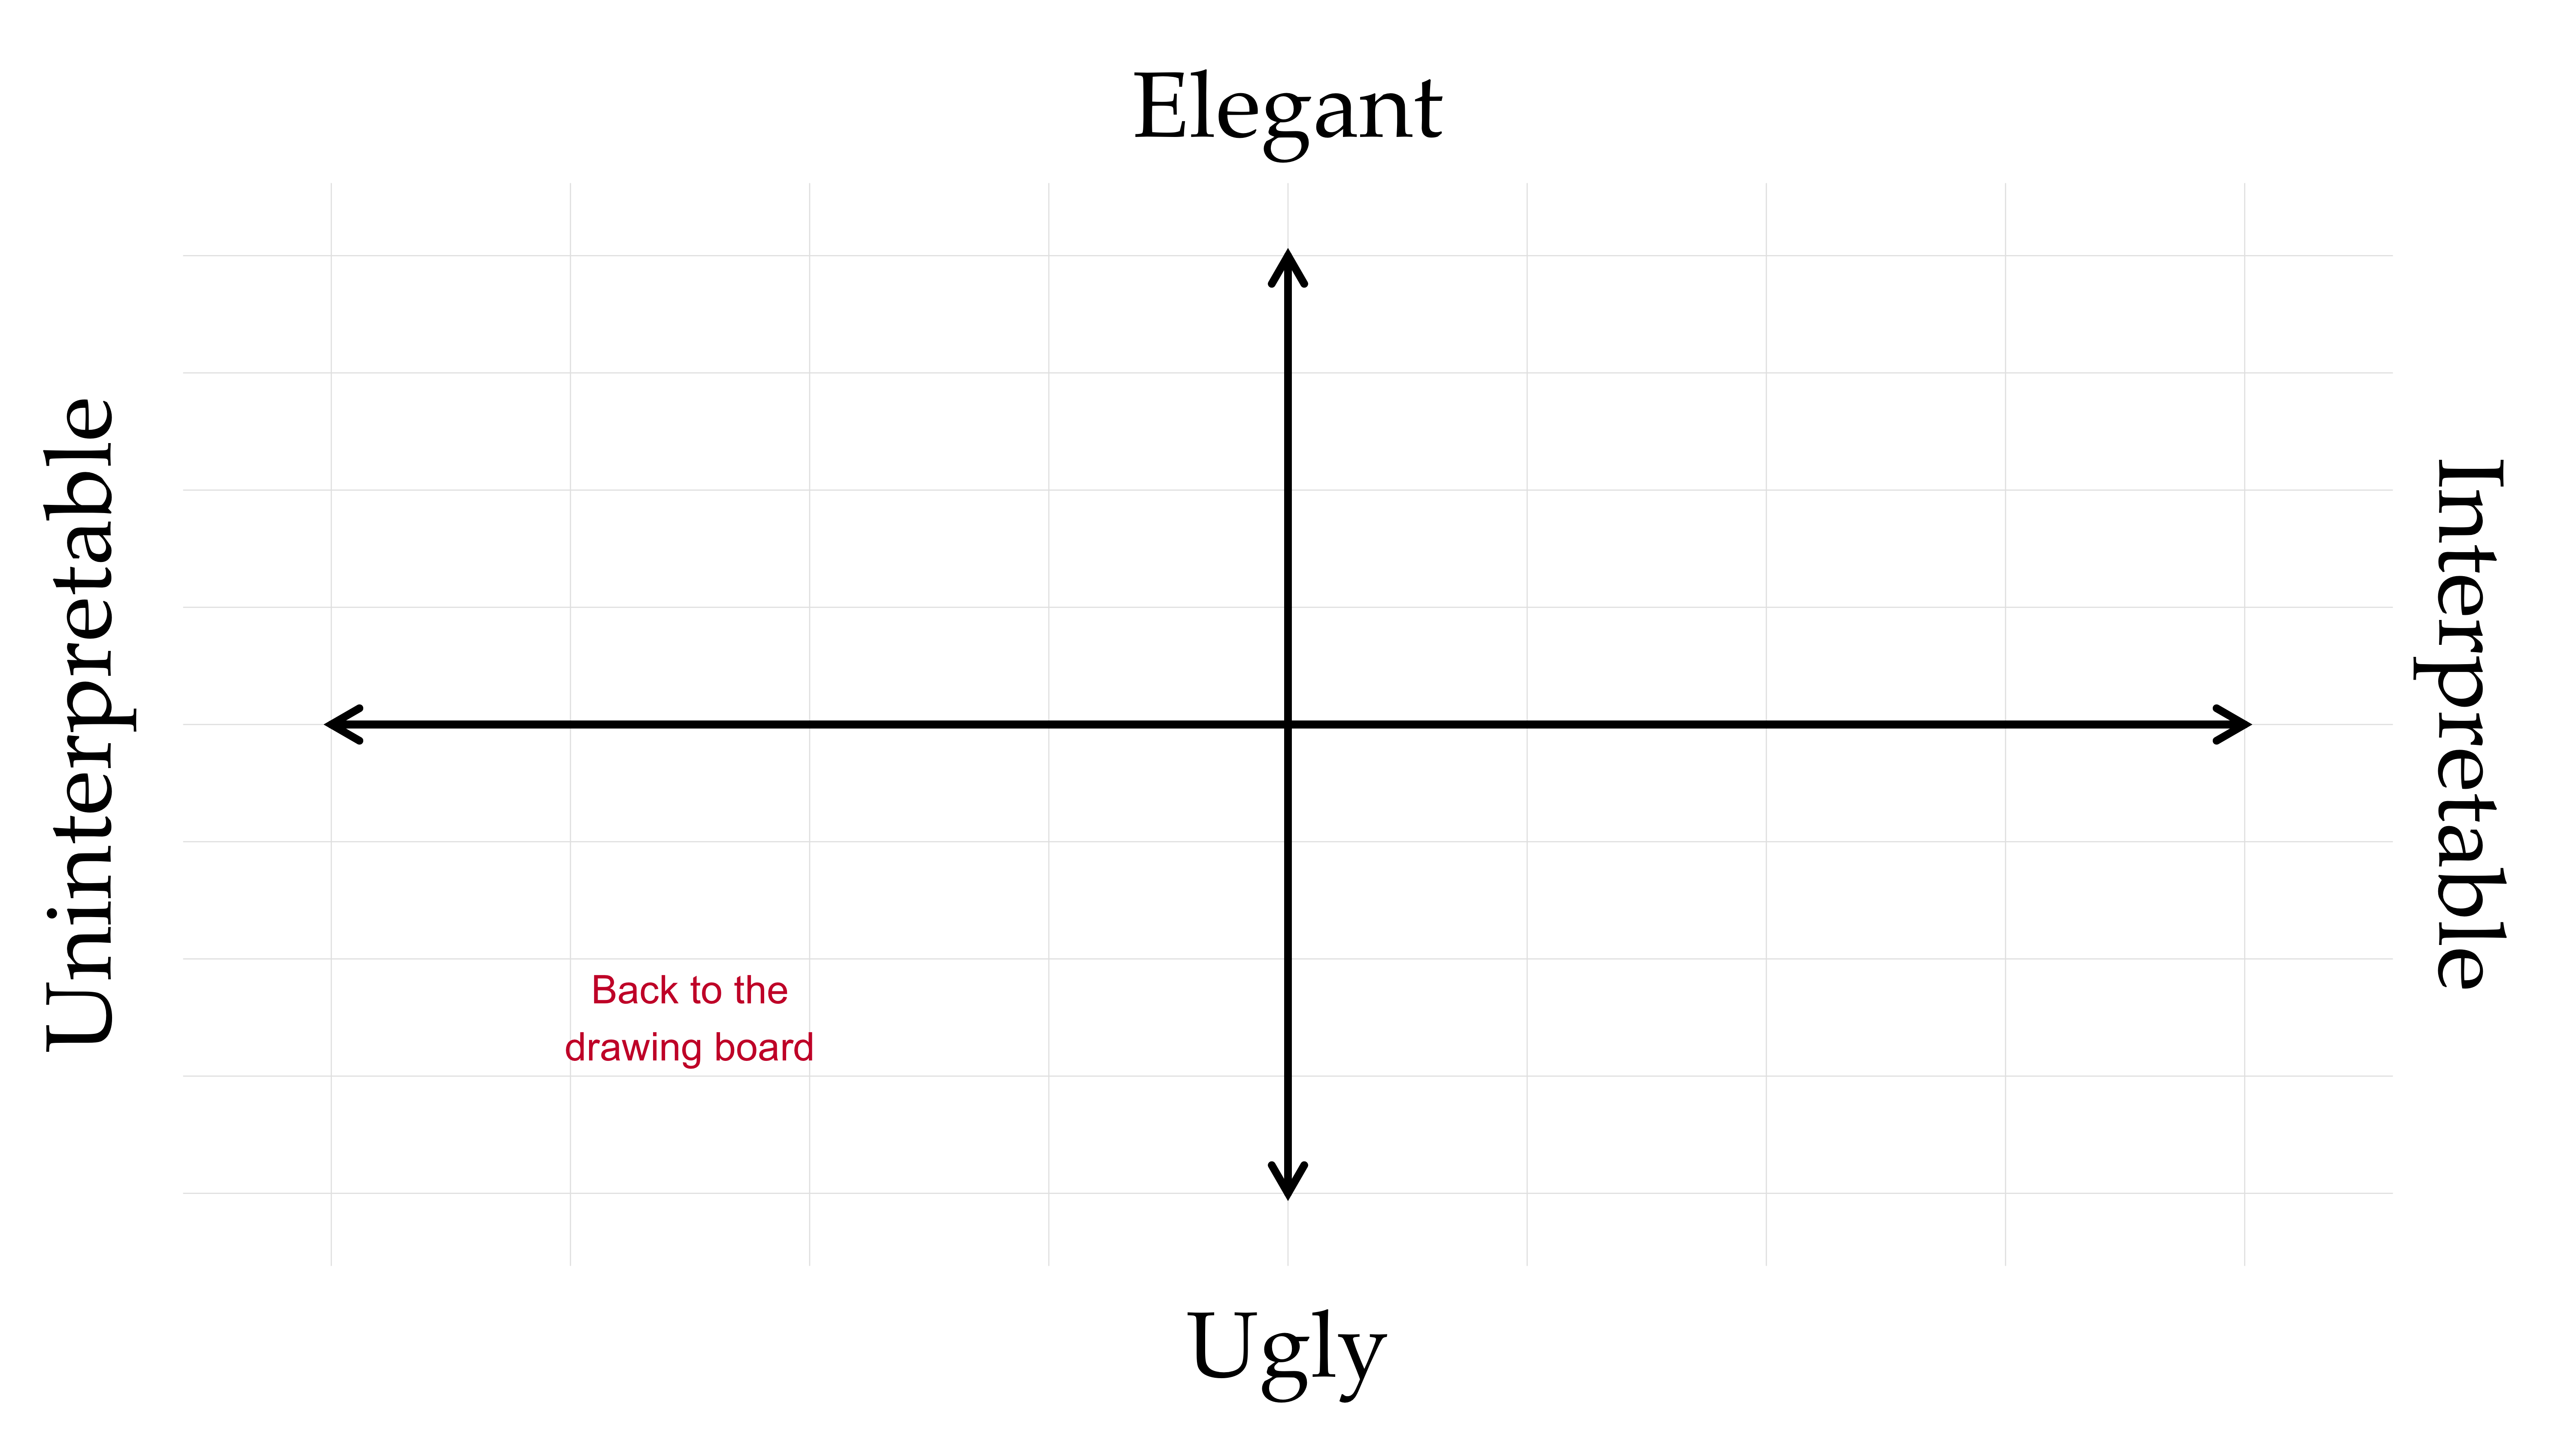 Elegant
Uninterpretable
Interpretable
Back to the
drawing board
Ugly